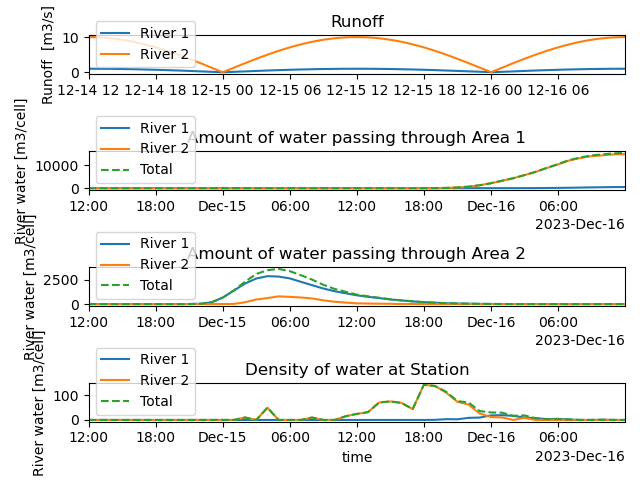 Runoff
Runoff [m3/s]
10
0
River 1
River 2
12-14 12 12-14 18 12-15 00 12-15 06 12-15 12 12-15 18 12-16 00 12-16 06
Amount of water passing through Area 1
River water [m3/cell]
10000
0
River 1
River 2
Total
12:00 18:00 Dec-15 06:00 12:00 18:00 Dec-16 06:00
2023-Dec-16
Amount of water passing through Area 2
River water [m3/cell]
2500
0
River 1
River 2
Total
12:00 18:00 Dec-15 06:00 12:00 18:00 Dec-16 06:00
2023-Dec-16
Density of water at Station
River water [m3/cell]
100
0
River 1
River 2
Total
12:00 18:00 Dec-15 06:00 12:00 18:00 Dec-16 06:00
time
2023-Dec-16